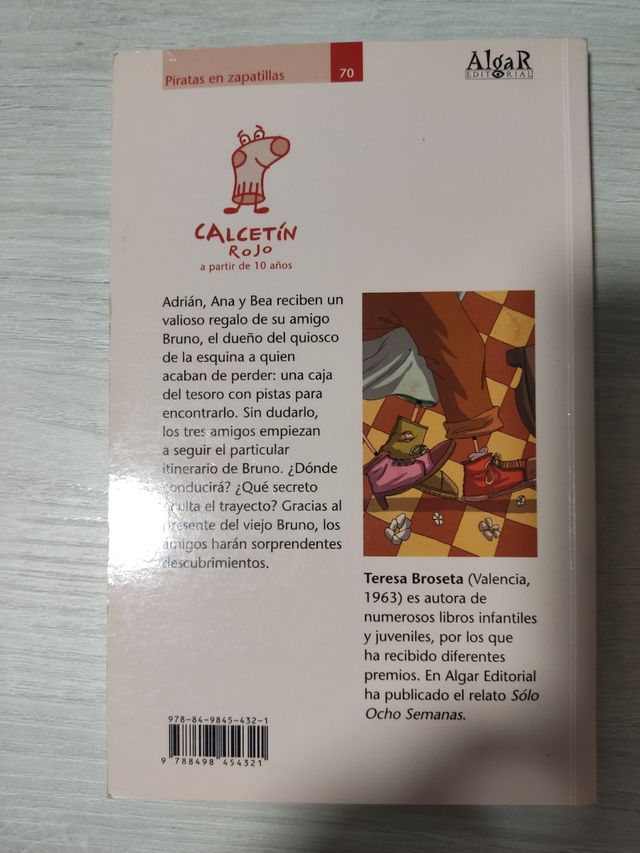 Piratas en zapatillas
70
AlgaR
EDITORIAL
CALCETÍN
ROJO
a partir de 10 años
Adrián, Ana y Bea reciben un
valioso regalo de su amigo
Bruno, el dueño del quiosco
de la esquina a quien
acaban de perder: una caja
del tesoro con pistas para
encontrarlo. Sin dudarlo,
los tres amigos empiezan
a seguir el particular
itinerario de Bruno. ¿Dónde
conducirá? ¿Qué secreto
oculta el trayecto? Gracias al
presente del viejo Bruno, los
amigos harán sorprendentes
descubrimientos.
Teresa Broseta (Valencia,
1963) es autora de
numerosos libros infantiles
y juveniles, por los que
ha recibido diferentes
premios. En Algar Editorial
ha publicado el relato Sólo
Ocho Semanas.
978-84-9845-432-1
9 788498 454321